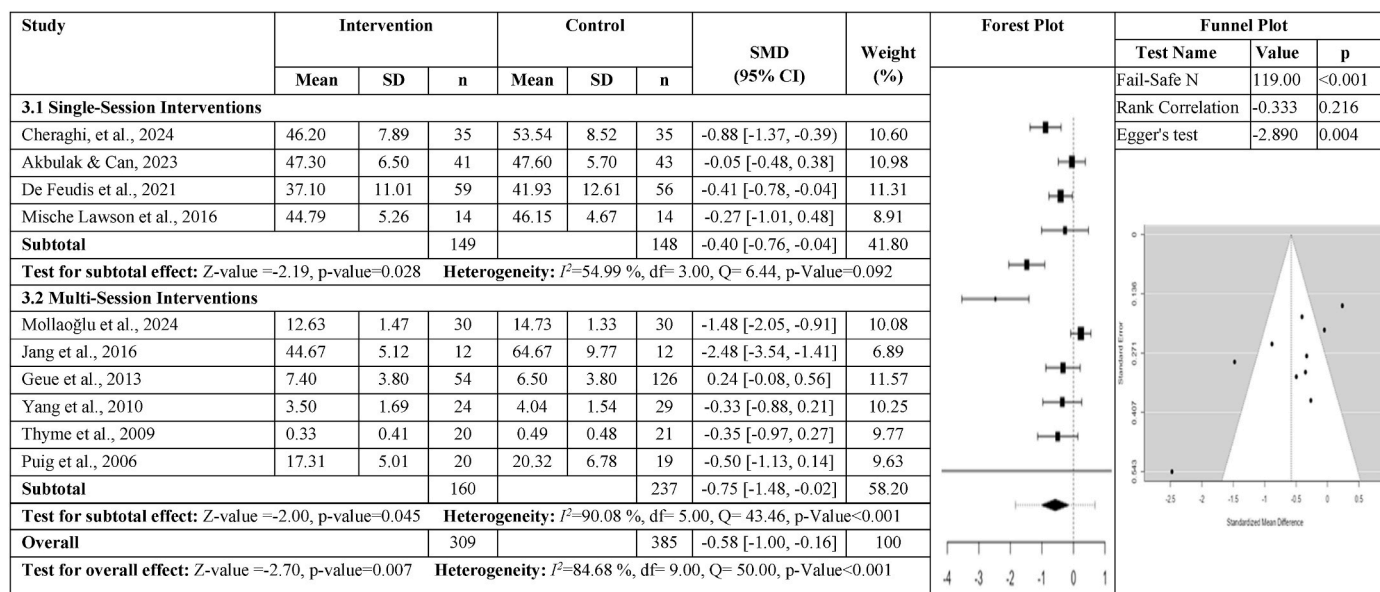 Study Intervention Control SMD (95% CI) Weight (%) Forest Plot Funnel Plot
Mean SD n Mean SD n Test Name Value p
3.1 Single-Session Interventions
Fail-Safe N 119.00 <0.001
Rank Correlation -0.333 0.216
Egger's test -2.890 0.004
Cheraghi, et al., 2024 46.20 7.89 35 53.54 8.52 35 -0.88 [-1.37, -0.39) 10.60
Akbulak & Can, 2023 47.30 6.50 41 47.60 5.70 43 -0.05 [-0.48, 0.38] 10.98
De Feudis et al., 2021 37.10 11.01 59 41.93 12.61 56 -0.41 [-0.78, -0.04) 11.31
Mische Lawson et al., 2016 44.79 5.26 14 46.15 4.67 14 -0.27 [-1.01, 0.48] 8.91
Subtotal 149 148 -0.40 [-0.76, -0.04) 41.80
Test for subtotal effect: Z-value =-2.19, p-value=0.028 Heterogeneity: I²=54.99 %, df= 3.00, Q= 6.44, p-Value=0.092
3.2 Multi-Session Interventions
Mollaoğlu et al., 2024 12.63 1.47 30 14.73 1.33 30 -1.48 [-2.05, -0.91) 10.08
Jang et al., 2016 44.67 5.12 12 64.67 9.77 12 -2.48 [-3.54, -1.41] 6.89
Geue et al., 2013 7.40 3.80 54 6.50 3.80 126 0.24 [-0.08, 0.56] 11.57
Yang et al., 2010 3.50 1.69 24 4.04 1.54 29 -0.33 [-0.88, 0.21] 10.25
Thyme et al., 2009 0.33 0.41 20 0.49 0.48 21 -0.35 [-0.97, 0.27] 9.77
Puig et al., 2006 17.31 5.01 20 20.32 6.78 19 -0.50 [-1.13, 0.14] 9.63
Subtotal 160 237 -0.75 [-1.48, -0.02) 58.20
Test for subtotal effect: Z-value =-2.00, p-value=0.045 Heterogeneity: I²=90.08 %, df= 5.00, Q= 43.46, p-Value<0.001
Overall 309 385 -0.58 [-1.00, -0.16) 100
Test for overall effect: Z-value =-2.70, p-value=0.007 Heterogeneity: I²=84.68 %, df= 9.00, Q= 50.00, p-Value<0.001
-4 -3 -2 -1 0 1
Standard Error
0
0.136
0.271
0.407
0.543
-2.5 -2 -1.5 -1 -0.5 0 0.5
Standardized Mean Difference